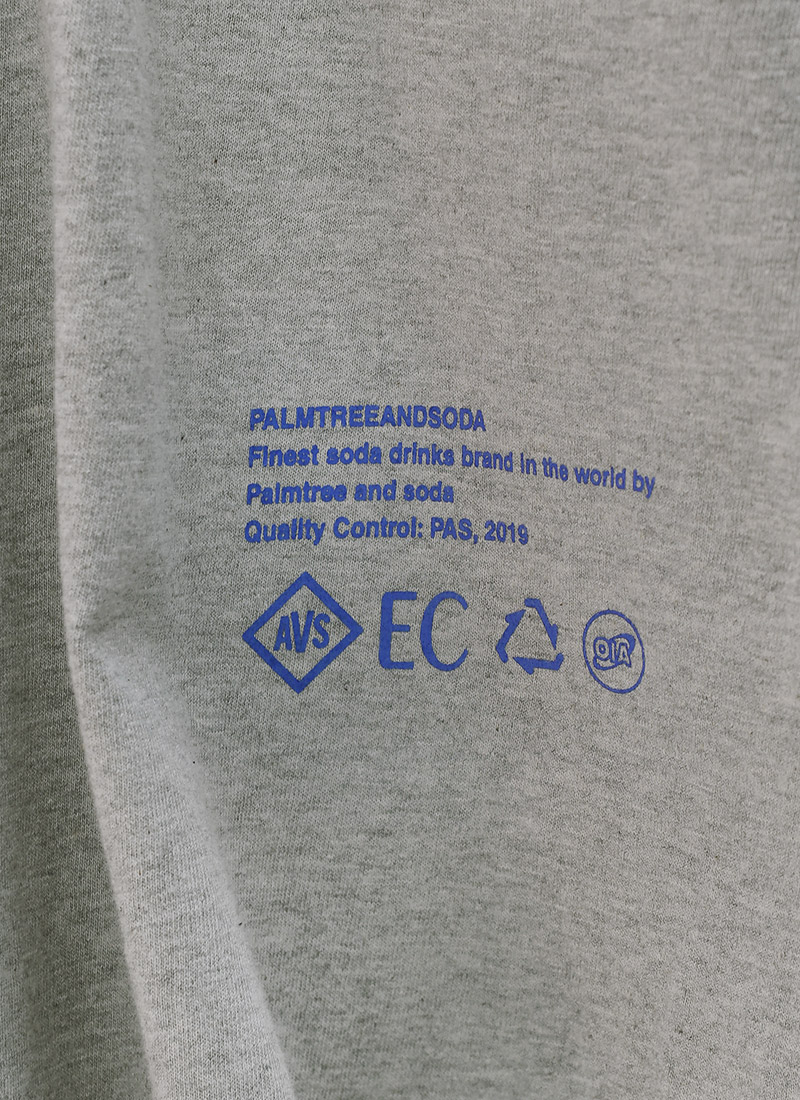 PALMTREEANDSODA
Finest soda drinks brand in the world by
Palmtree and soda
Quality Control: PAS, 2019
AVS EC